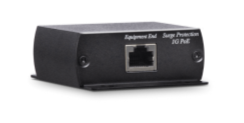 Equipment End
Surge Protection
5G PoE